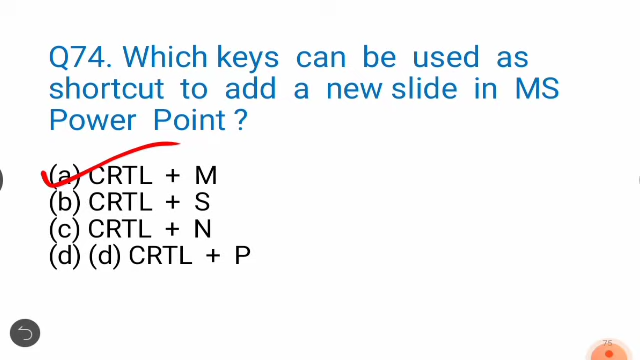 Q74. Which keys can be used as
shortcut to add a new slide in MS
Power Point ?
(a) CRTL + M
(b) CRTL + S
(c) CRTL + N
(d) (d) CRTL + P
75